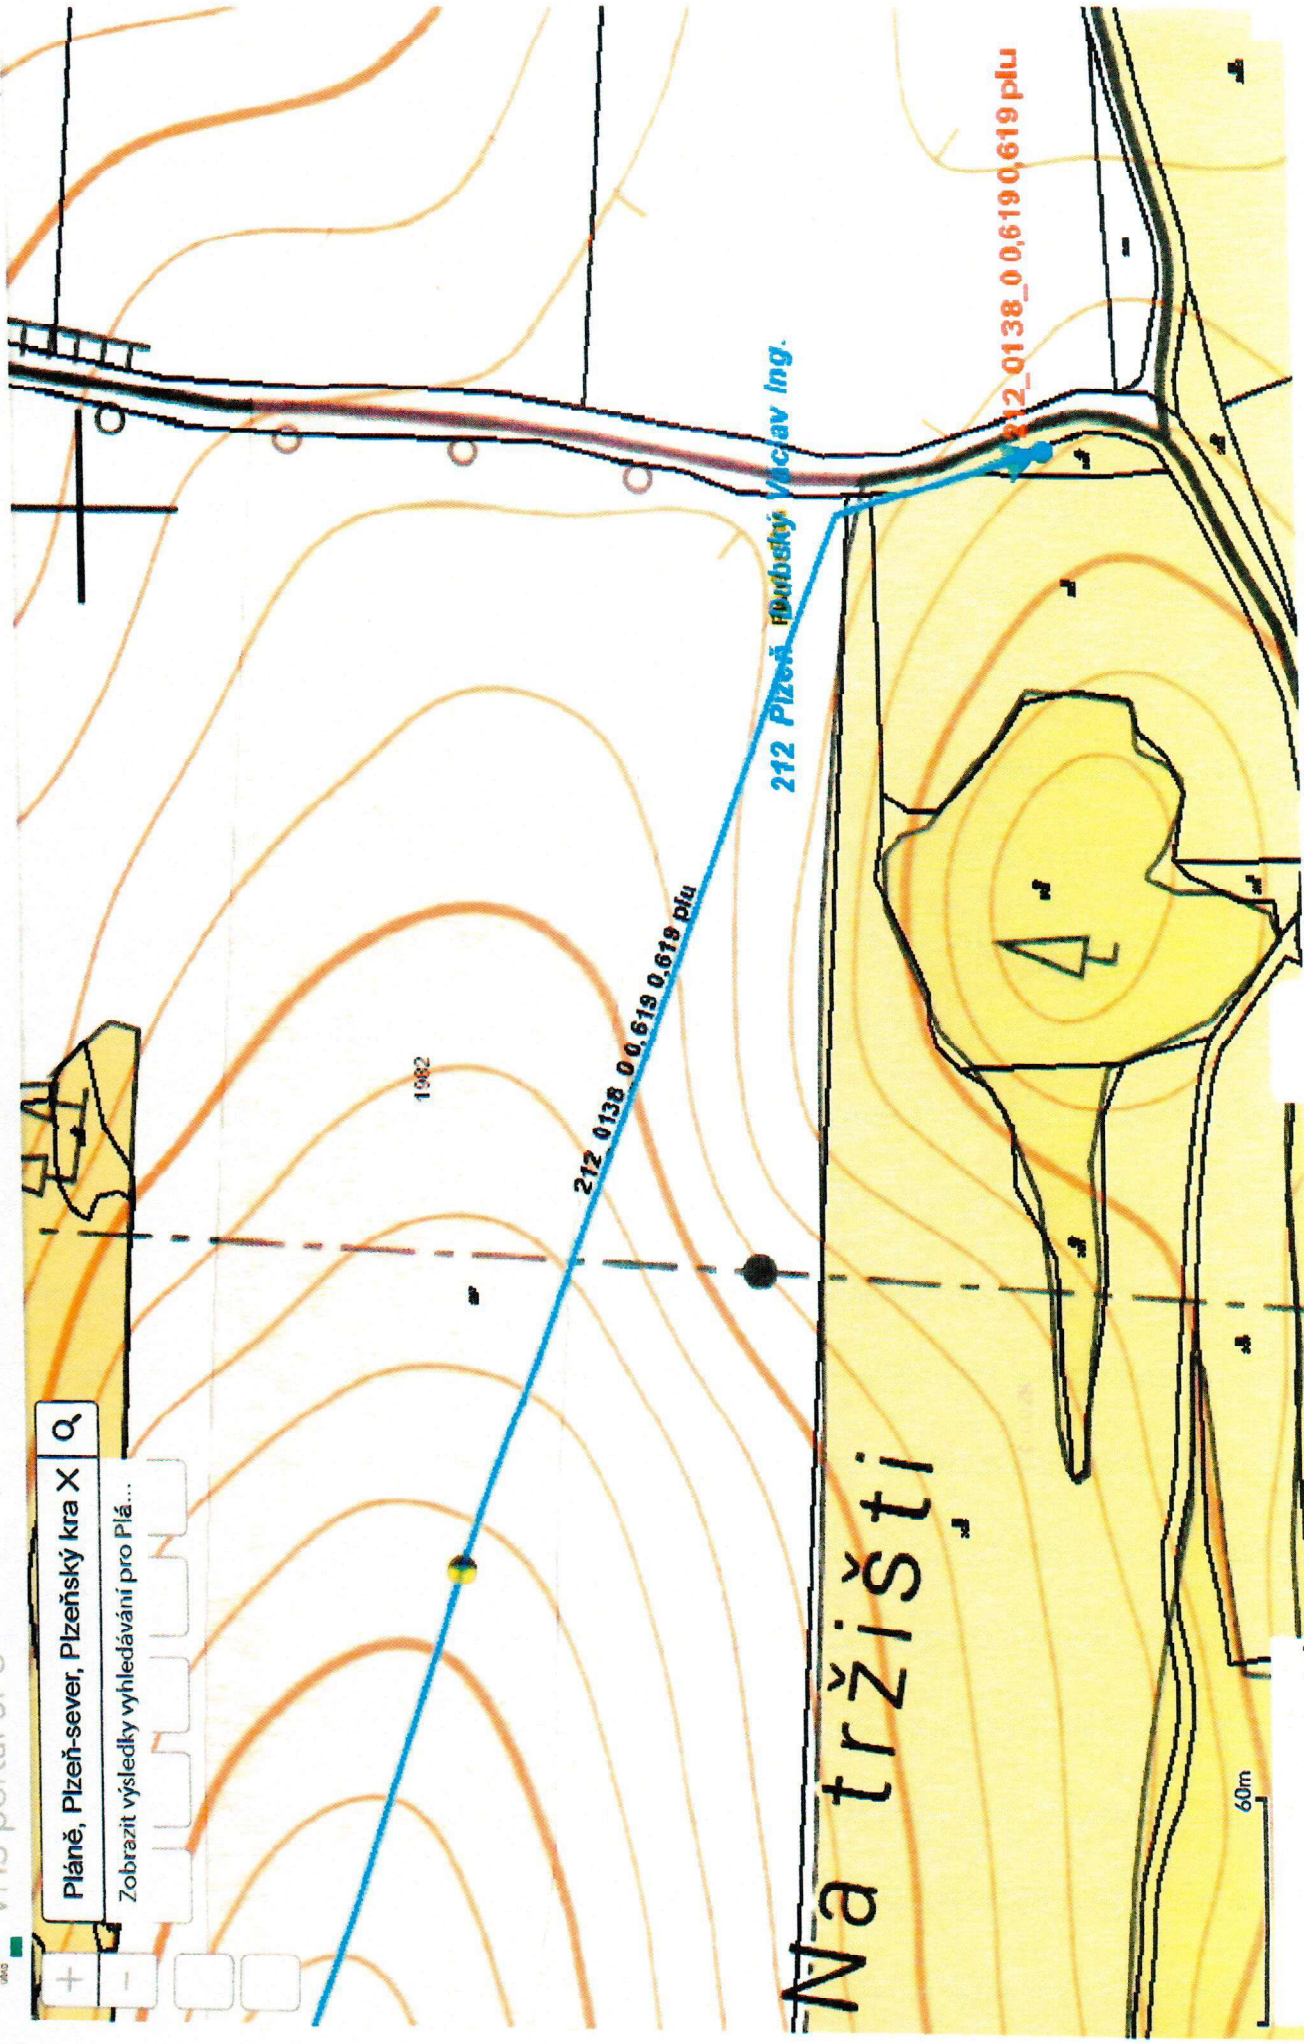 Pláně, Plzeň-sever, Plzeňský kra X
Zobrazit výsledky vyhledávání pro Plá...
+
-
1982
212_0138_0 0,619 0,619 plu
212 Plzeň
Dubský Václav Ing.
212_0138_0 0,619 0,619 plu
Na tržišti
60m